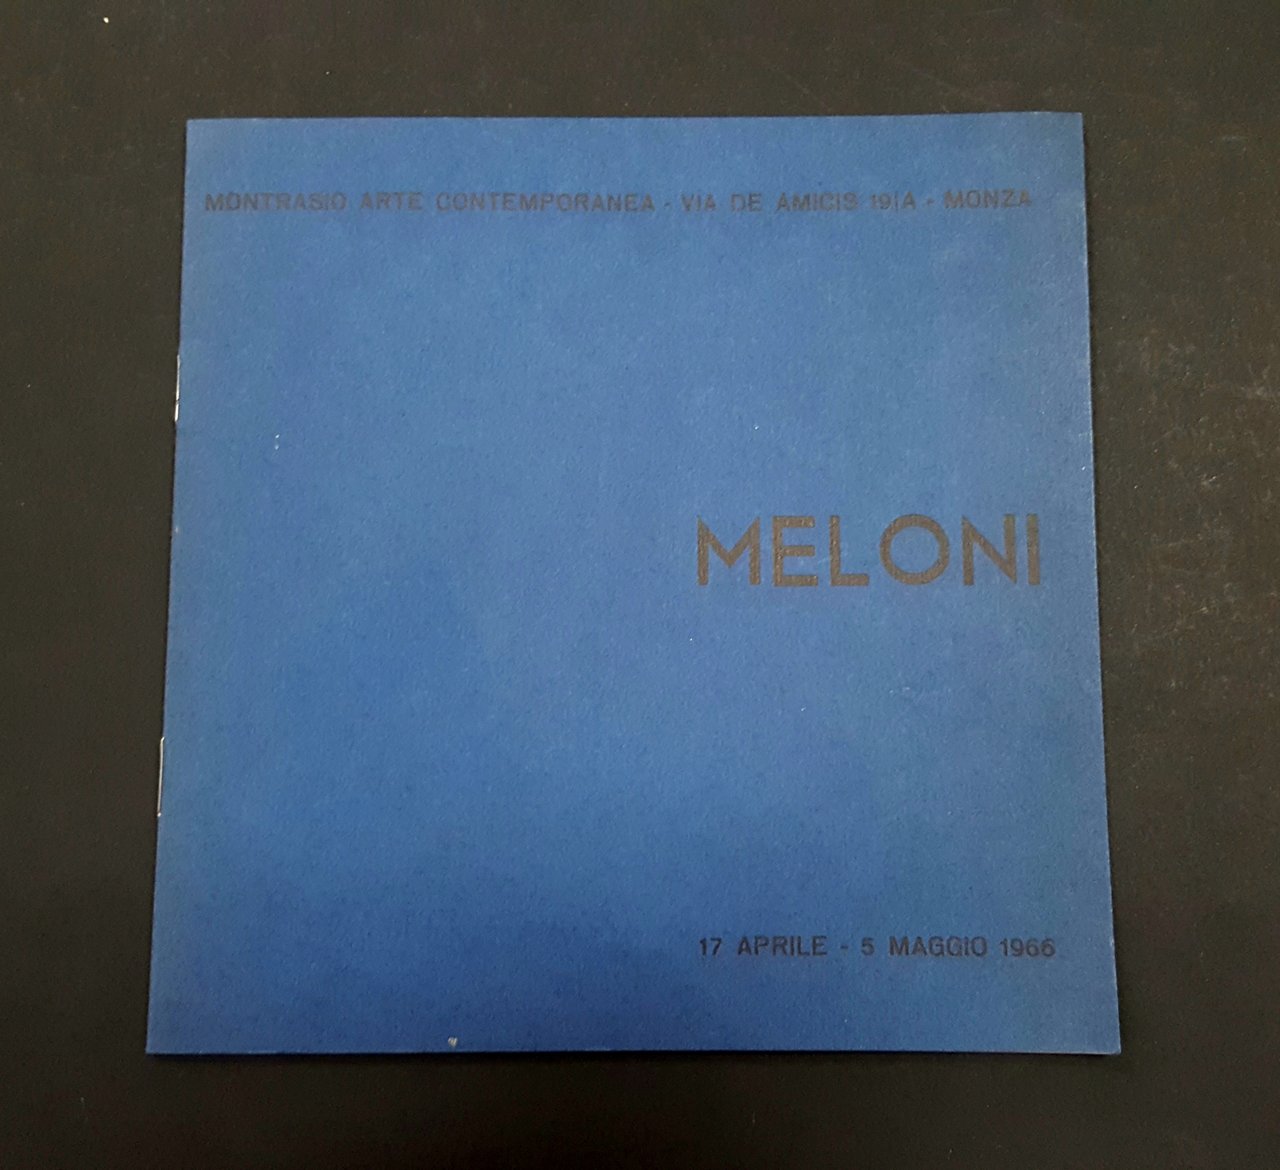 MONTRASIO ARTE CONTEMPORANEA - VIA DE AMICIS 19|A - MONZA
MELONI
17 APRILE - 5 MAGGIO 1966